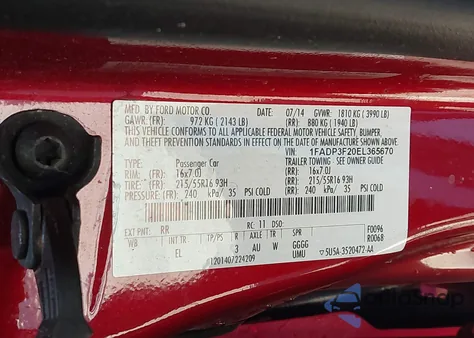 MFD. BY FORD MOTOR CO. 07/14 GVWR: 1810 KG ( 3990 LB)
GAWR: (FR): 972 KG ( 2143 LB) (RR): 880 KG ( 1940 LB)
THIS VEHICLE CONFORMS TO ALL APPLICABLE FEDERAL MOTOR VEHICLE SAFETY, BUMPER,
AND THEFT PREVENTION STANDARDS IN EFFECT ON THE DATE OF MANUFACTURE SHOWN ABOVE.
VIN: 1FADP3F20EL365670
TYPE: Passenger Car TRAILER TOWING - SEE OWNER GUIDE
RIM: (FR): 16x7.0J (RR): 16x7.0J
TIRE: (FR): 215/55R16 93H (RR): 215/55R16 93H
PRESSURE: (FR): 240 kPa/ 35 PSI COLD (RR): 240 kPa/ 35 PSI COLD
EXT PNT: RR RC: 11 DSO: F0096
R0068
WB INT TR TP/PS R AXLE TR SPR
- EL 3 AU W GGGG
1201407224209 UMU 5U5A-3520472-AA
AutoSnap